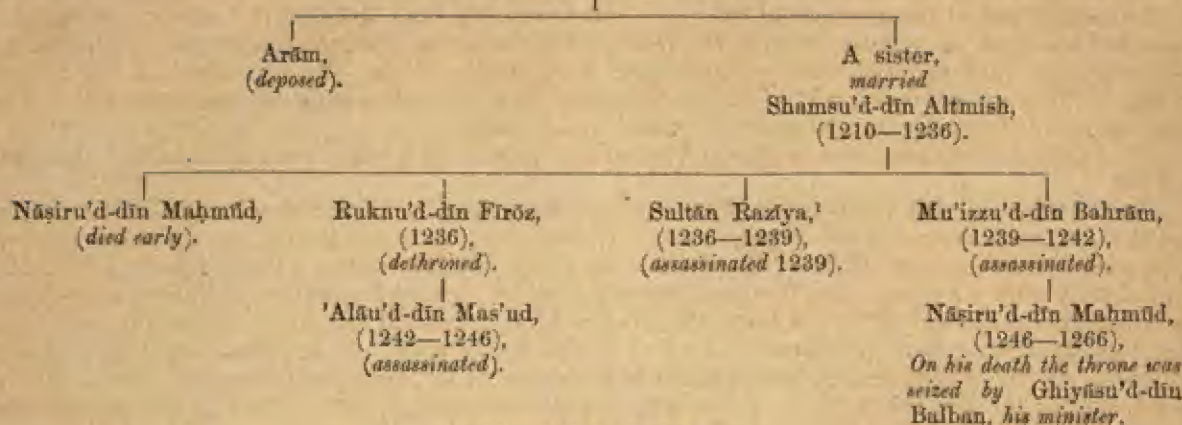 Arām,
(deposed).
A sister,
married
Shamsu'd-dīn Altmish,
(1210—1236).
Nāṣiru'd-dīn Maḥmūd,
(died early).
Ruknu'd-dīn Fīrōz,
(1236),
(dethroned).
Sultān Razīya,¹
(1236—1239),
(assassinated 1239).
Mu'izzu'd-dīn Bahrām,
(1239—1242),
(assassinated).
'Alāu'd-dīn Mas'ud,
(1242—1246),
(assassinated).
Nāṣiru'd-dīn Maḥmūd,
(1246—1266),
On his death the throne was
seized by Ghiyāsu'd-dīn
Balban, his minister.